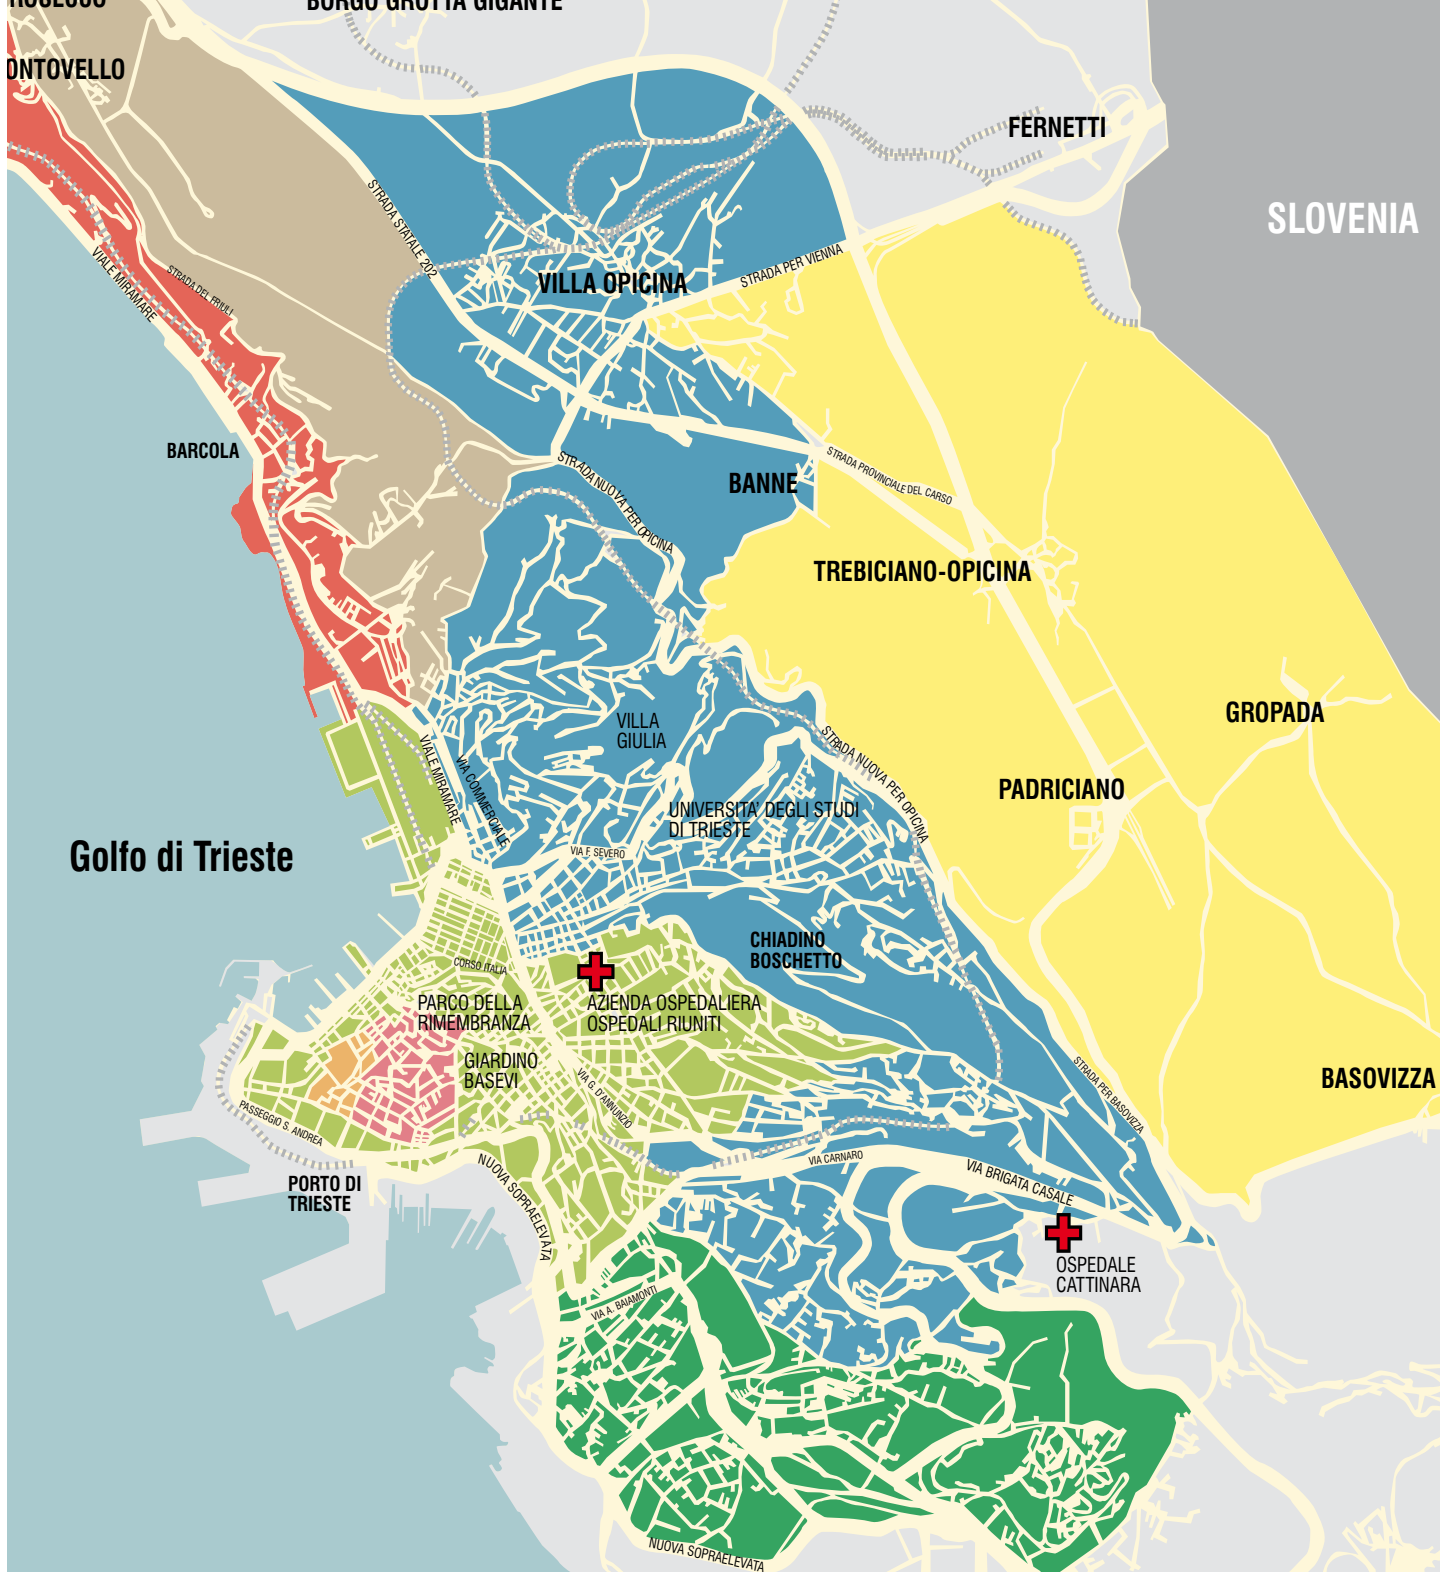 BORGO GROTTA GIGANTE
FERNETTI
SLOVENIA
STRADA STATALE 202
VIALE MIRAMARE
STRADA DEL FRIULI
STRADA PER VIENNA
VILLA OPICINA
BARCOLA
STRADA NUOVA PER OPICINA
BANNE
STRADA PROVINCIALE DEL CARSO
TREBICIANO-OPICINA
VILLA
GIULIA
GROPADA
STRADA NUOVA PER OPICINA
VIALE MIRAMARE
VIA COMMERCIALE
PADRICIANO
UNIVERSITA' DEGLI STUDI
DI TRIESTE
Golfo di Trieste
VIA F. SEVERO
CHIADINO
BOSCHETTO
CORSO ITALIA
PARCO DELLA
RIMEMBRANZA
AZIENDA OSPEDALIERA
OSPEDALI RIUNITI
GIARDINO
BASEVI
VIA G. D'ANNUNZIO
STRADA PER BASOVIZZA
BASOVIZZA
PASSEGGIO S. ANDREA
VIA CARNARO
VIA BRIGATA CASALE
PORTO DI
TRIESTE
NUOVA SOPRAELEVATA
OSPEDALE
CATTINARA
VIA A. BAIAMONTI
NUOVA SOPRAELEVATA